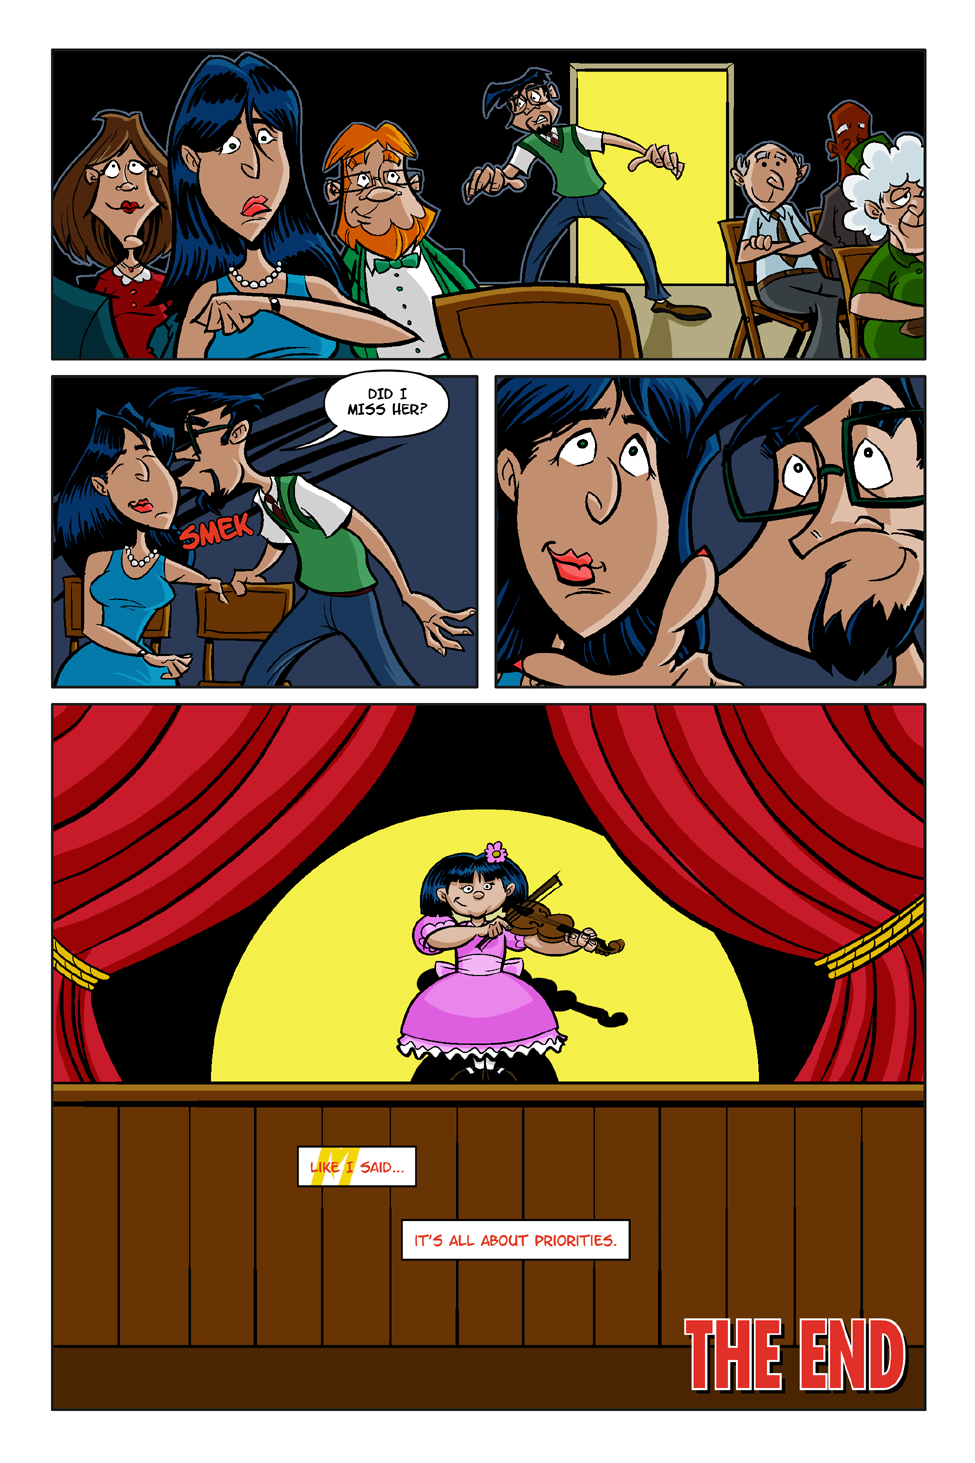 DID I
MISS HER?
SMEK
LIKE I SAID...
IT'S ALL ABOUT PRIORITIES.
THE END